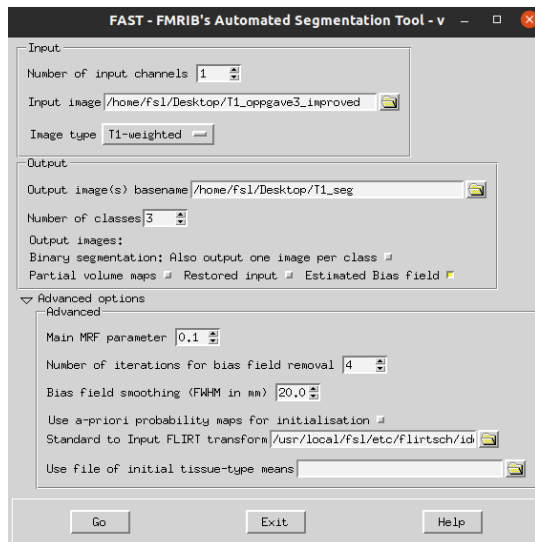 FAST - FMRIB's Automated Segmentation Tool - v
Input
Number of input channels 1
Input image /home/fsl/Desktop/T1_oppgave3_improved
Image type T1-weighted
Output
Output image(s) basename /home/fsl/Desktop/T1_seg
Number of classes 3
Output images:
Binary segmentation: Also output one image per class
Partial volume maps Restored input Estimated Bias field
Advanced options
Advanced
Main MRF parameter 0.1
Number of iterations for bias field removal 4
Bias field smoothing (FWHM in mm) 20.0
Use a-priori probability maps for initialisation
Standard to Input FLIRT transform /usr/local/fsl/etc/flirtsch/id
Use file of initial tissue-type means
Go Exit Help